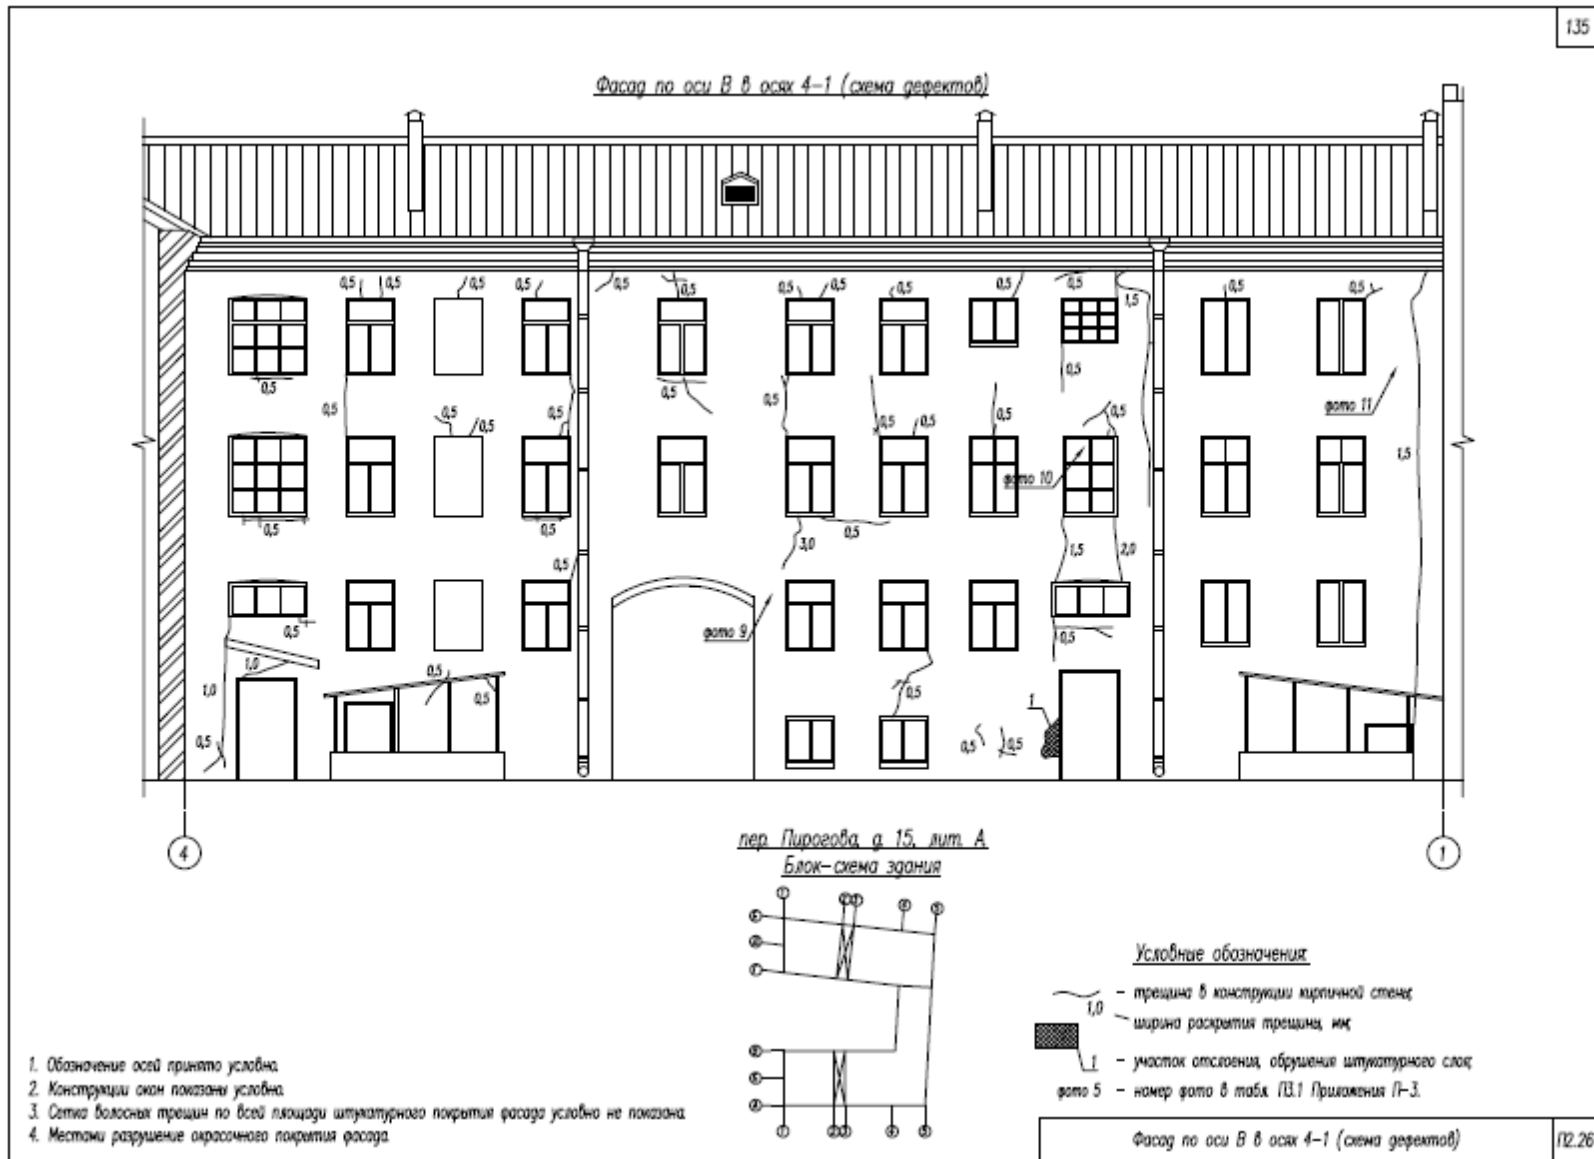 135
Фасад по оси В в осях 4-1 (схема дефектов)
0,5 0,5 0,5 0,5 0,5 0,5 0,5 0,5 0,5 0,5 0,5 1,5 0,5 0,5
0,5 0,5 0,5 0,5 0,5 0,5 0,5 0,5 0,5 0,5 0,5 0,5 0,5
фото 11
фото 10
1,5
0,5 0,5 0,5 3,0 0,5 1,5 2,0
0,5 фото 9 0,5
1,0 1,0 0,5 0,5 0,5
1
0,5 0,5 0,5
4 1
пер. Пирогова, д. 15, лит. А
Блок-схема здания
Условные обозначения:
1,0
- трещина в конструкции кирпичной стены;
ширина раскрытия трещины, мм;
1 - участок отслоения, обрушения штукатурного слоя;
фото 5 - номер фото в табл. П3.1 Приложения П-3.
1. Обозначение осей принято условно.
2. Конструкции окон показаны условно.
3. Сетка волосных трещин по всей площади штукатурного покрытия фасада условно не показана.
4. Местами разрушение окрасочного покрытия фасада.
Фасад по оси В в осях 4-1 (схема дефектов)
П2.26